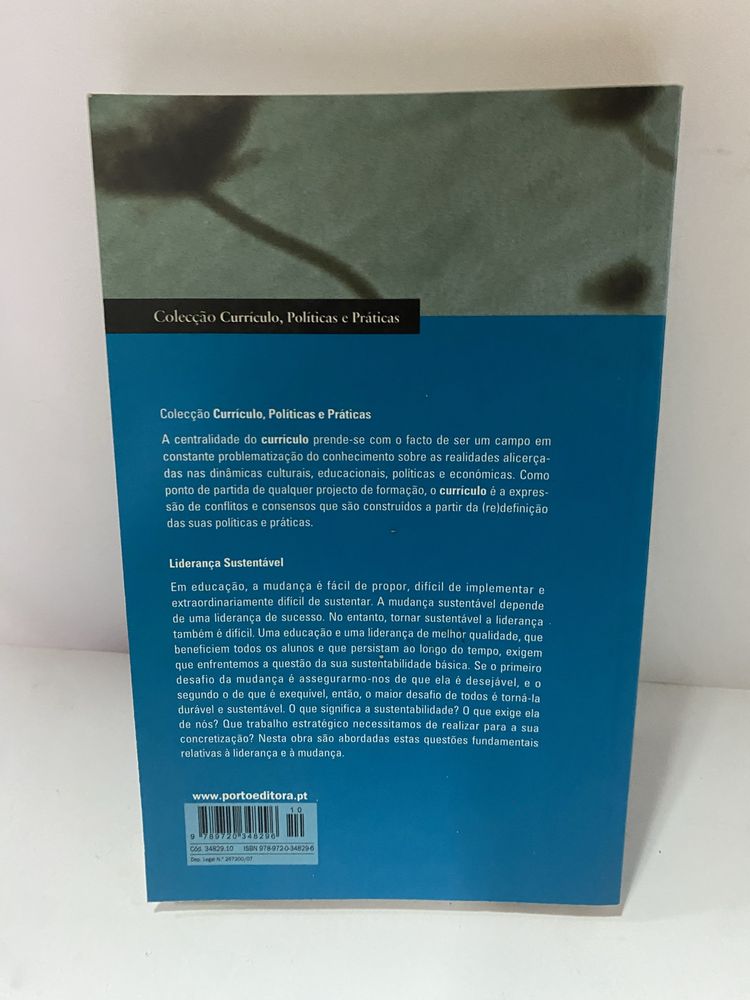 Colecção Currículo, Políticas e Práticas
Colecção Currículo, Políticas e Práticas
A centralidade do currículo prende-se com o facto de ser um campo em
constante problematização do conhecimento sobre as realidades alicerça-
das nas dinâmicas culturais, educacionais, políticas e económicas. Como
ponto de partida de qualquer projecto de formação, o currículo é a expres-
são de conflitos e consensos que são construídos a partir da (re)definição
das suas políticas e práticas.
Liderança Sustentável
Em educação, a mudança é fácil de propor, difícil de implementar e
extraordinariamente difícil de sustentar. A mudança sustentável depende
de uma liderança de sucesso. No entanto, tornar sustentável a liderança
também é difícil. Uma educação e uma liderança de melhor qualidade, que
beneficiem todos os alunos e que persistam ao longo do tempo, exigem
que enfrentemos a questão da sua sustentabilidade básica. Se o primeiro
desafio da mudança é assegurarmo-nos de que ela é desejável, e o
segundo o de que é exequível, então, o maior desafio de todos é torná-la
durável e sustentável. O que significa a sustentabilidade? O que exige ela
de nós? Que trabalho estratégico necessitamos de realizar para a sua
concretização? Nesta obra são abordadas estas questões fundamentais
relativas à liderança e à mudança.
www.portoeditora.pt
10
9 789720 348296
Cód. 34829.10 ISBN 978-972-0-34829-6
Dep. Legal N.º 267200/07